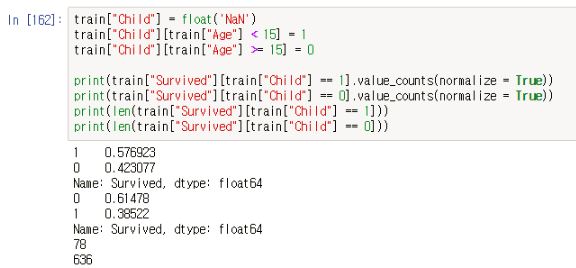 In [162]: train["Child"] = float('NaN')
train["Child"][train["Age"] < 15] = 1
train["Child"][train["Age"] >= 15] = 0
print(train["Survived"][train["Child"] == 1].value_counts(normalize = True))
print(train["Survived"][train["Child"] == 0].value_counts(normalize = True))
print(len(train["Survived"][train["Child"] == 1]))
print(len(train["Survived"][train["Child"] == 0]))
1    0.576923
0    0.423077
Name: Survived, dtype: float64
0    0.61478
1    0.38522
Name: Survived, dtype: float64
78
636